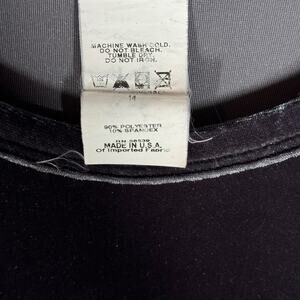 MACHINE WASH COLD.
DO NOT BLEACH.
TUMBLE DRY.
DO NOT IRON.
14
90% POLYESTER
10% SPANDEX
MADE IN U.S.A.
Of Imported Fabric